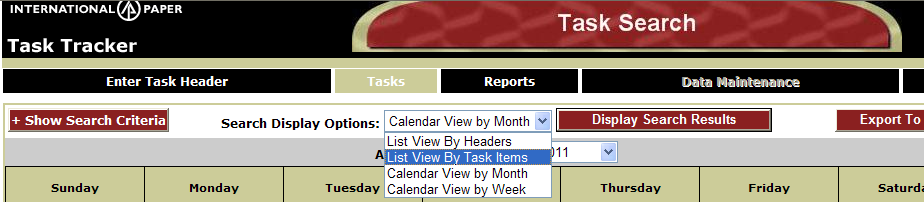 INTERNATIONAL PAPER
Task Search
Task Tracker
Enter Task Header Tasks Reports Data Maintenance
+ Show Search Criteria Search Display Options: Calendar View by Month Display Search Results Export To
List View By Headers
List View By Task Items
Calendar View by Month
Calendar View by Week
A 011
Sunday Monday Tuesday Thursday Friday Saturd